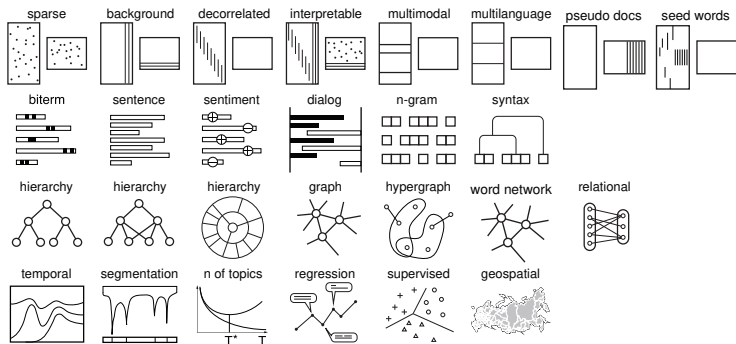 sparse background decorrelated interpretable multimodal multilanguage pseudo docs seed words
biterm sentence sentiment dialog n-gram syntax
hierarchy hierarchy hierarchy graph hypergraph word network relational
temporal segmentation n of topics regression supervised geospatial
T* T